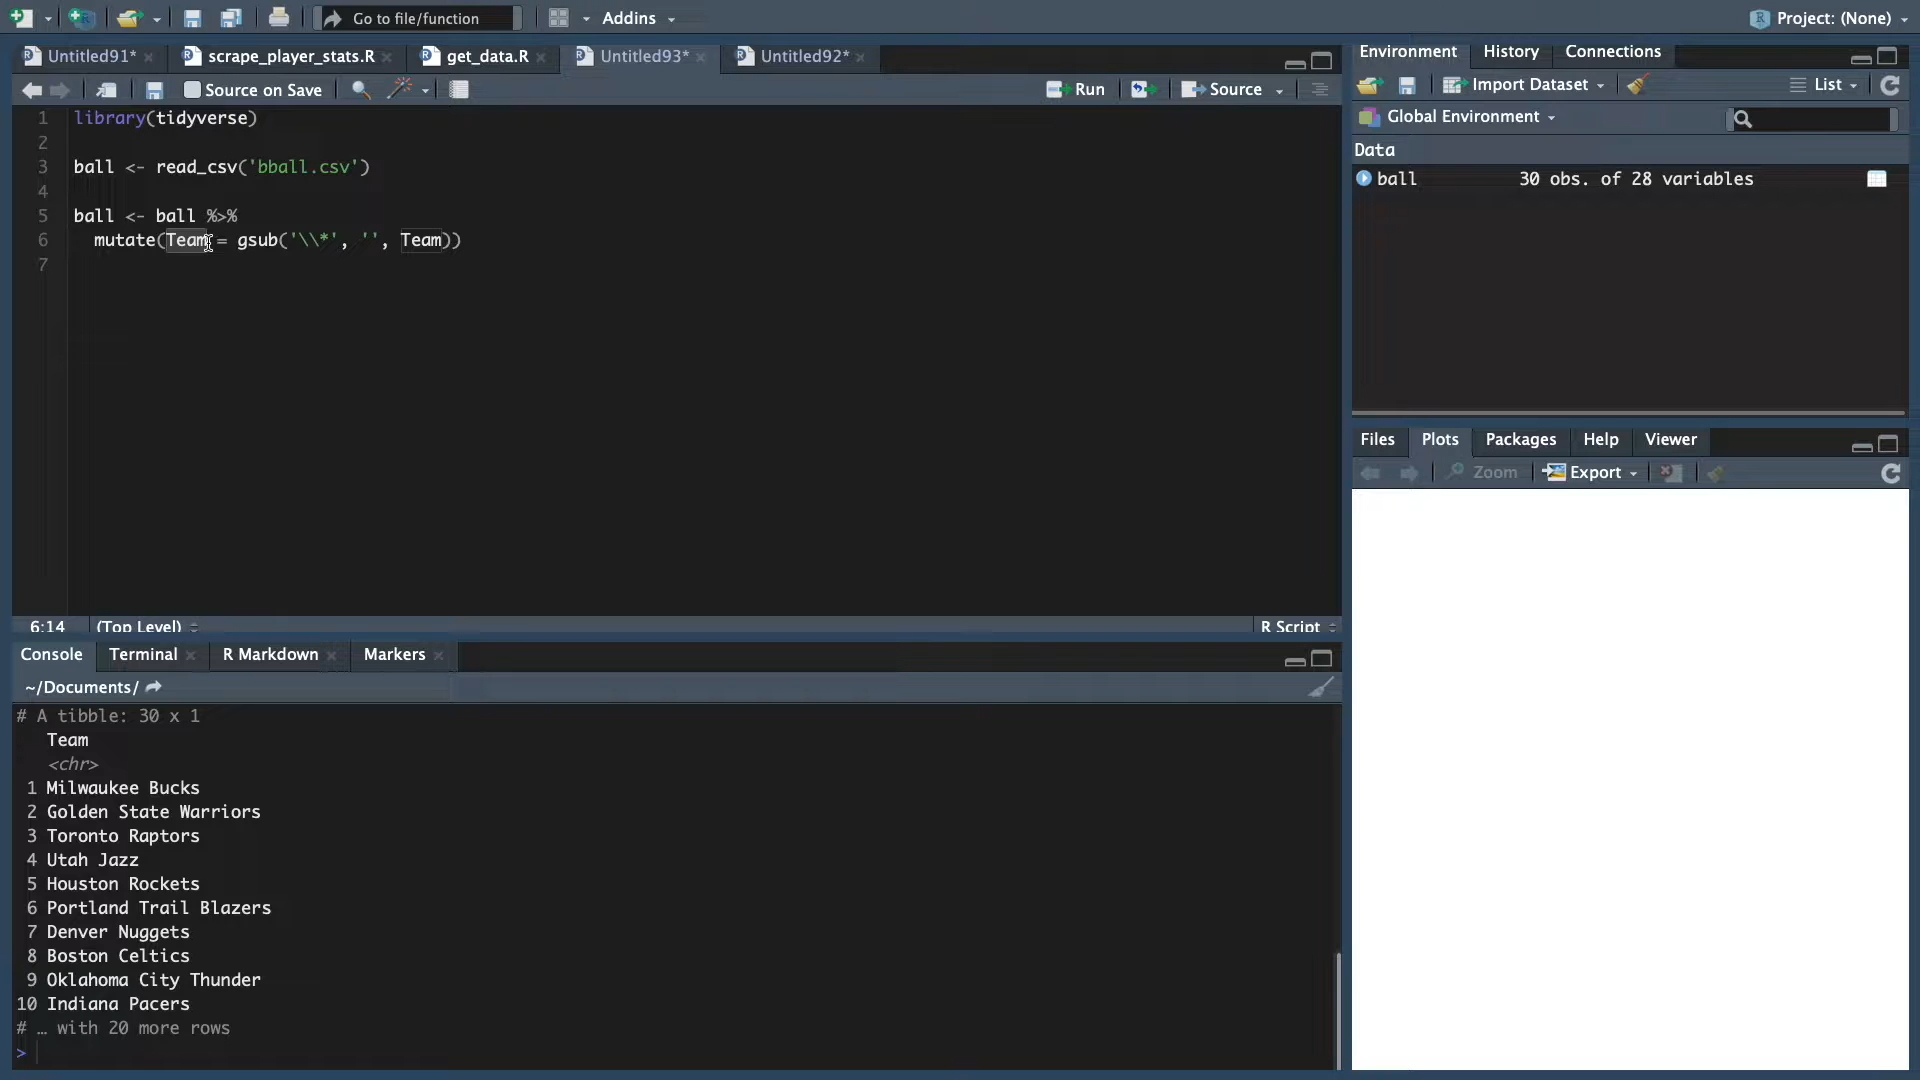 Go to file/function
Addins
Project: (None)
Untitled91*
scrape_player_stats.R
get_data.R
Untitled93*
Untitled92*
Source on Save
Run
Source
1 library(tidyverse)
2
3 ball <- read_csv('bball.csv')
4
5 ball <- ball %>%
6 mutate(Team = gsub('\\*', '', Team))
7
6:14 (Top Level) R Script
Console Terminal R Markdown Markers
~/Documents/
# A tibble: 30 x 1
Team
<chr>
1 Milwaukee Bucks
2 Golden State Warriors
3 Toronto Raptors
4 Utah Jazz
5 Houston Rockets
6 Portland Trail Blazers
7 Denver Nuggets
8 Boston Celtics
9 Oklahoma City Thunder
10 Indiana Pacers
# … with 20 more rows
>
Environment History Connections
Import Dataset List
Global Environment
Data
ball 30 obs. of 28 variables
Files Plots Packages Help Viewer
Zoom Export